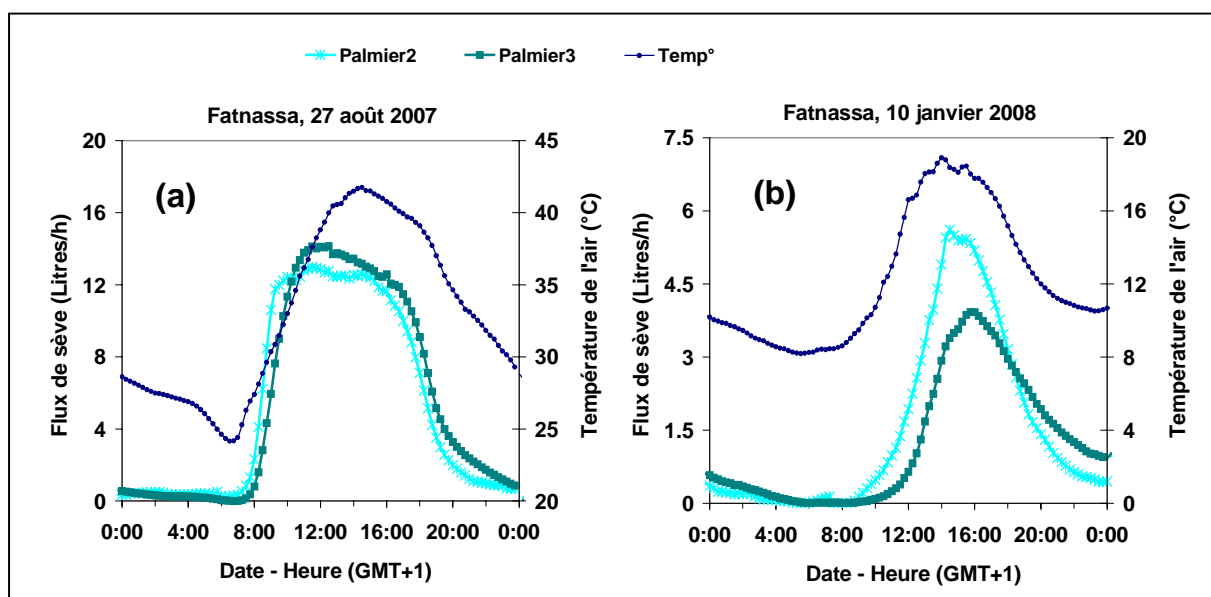 Palmier2 Palmier3 Temp°
Fatnassa, 27 août 2007
(a)
Flux de sève (Litres/h)
20
16
12
8
4
0
Température de l'air (°C)
45
40
35
30
25
20
0:00 4:00 8:00 12:00 16:00 20:00 0:00
Date - Heure (GMT+1)
Fatnassa, 10 janvier 2008
(b)
Flux de sève (Litres/h)
7.5
6
4.5
3
1.5
0
Température de l'air (°C)
20
16
12
8
4
0
0:00 4:00 8:00 12:00 16:00 20:00 0:00
Date - Heure (GMT+1)